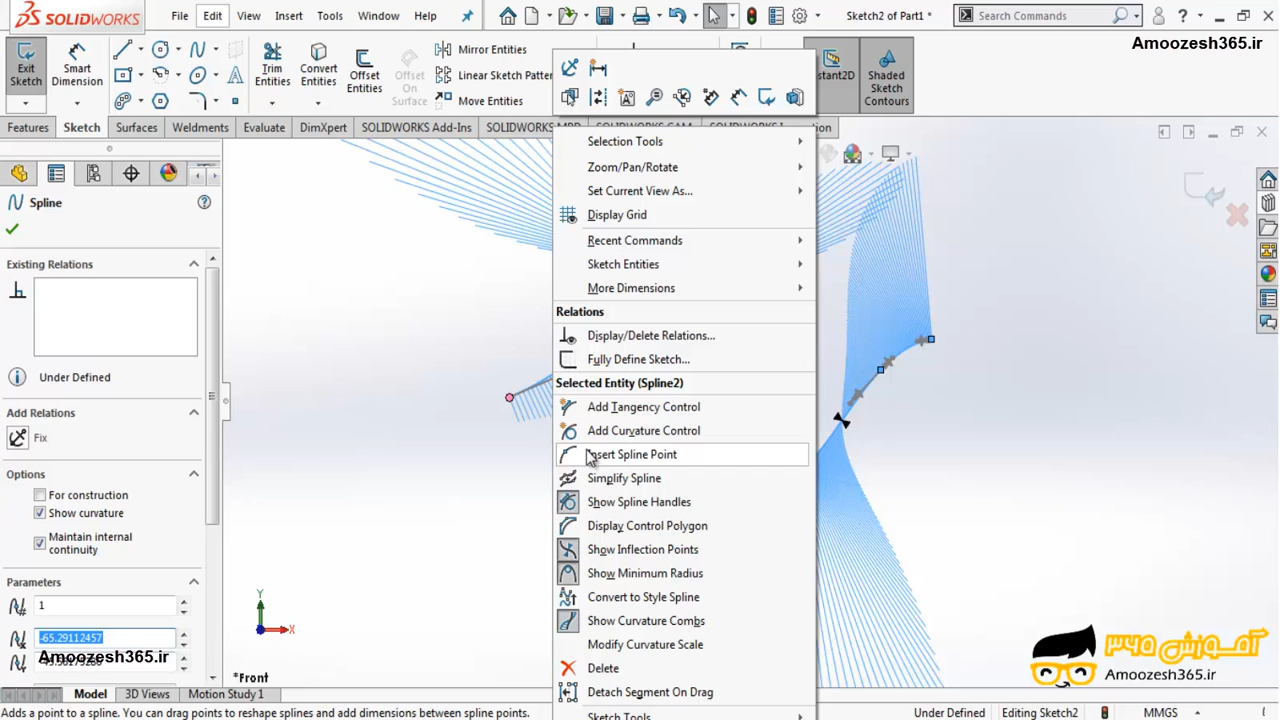 SOLIDWORKS
File Edit View Insert Tools Window Help
Sketch2 of Part1 *
Search Commands
Amoozesh365.ir
Exit Sketch
Smart Dimension
Trim Entities
Convert Entities
Offset Entities
Offset On Surface
Mirror Entities
Linear Sketch Patter
Move Entities
stant2D
Shaded Sketch Contours
Features Sketch Surfaces Weldments Evaluate DimXpert SOLIDWORKS Add-Ins
Spline
Existing Relations
Under Defined
Add Relations
Fix
Options
For construction
Show curvature
Maintain internal
continuity
Parameters
1
-65.29112457
Amoozesh365.ir
Selection Tools
Zoom/Pan/Rotate
Set Current View As...
Display Grid
Recent Commands
Sketch Entities
More Dimensions
Relations
Display/Delete Relations...
Fully Define Sketch...
Selected Entity (Spline2)
Add Tangency Control
Add Curvature Control
Insert Spline Point
Simplify Spline
Show Spline Handles
Display Control Polygon
Show Inflection Points
Show Minimum Radius
Convert to Style Spline
Show Curvature Combs
Modify Curvature Scale
Delete
Detach Segment On Drag
Sketch Tools
Y
X
*Front
آموزش ۳۶۵
Amoozesh365.ir
Model 3D Views Motion Study 1
Adds a point to a spline. You can drag points to reshape splines and add dimensions between spline points.
Under Defined Editing Sketch2 MMGS